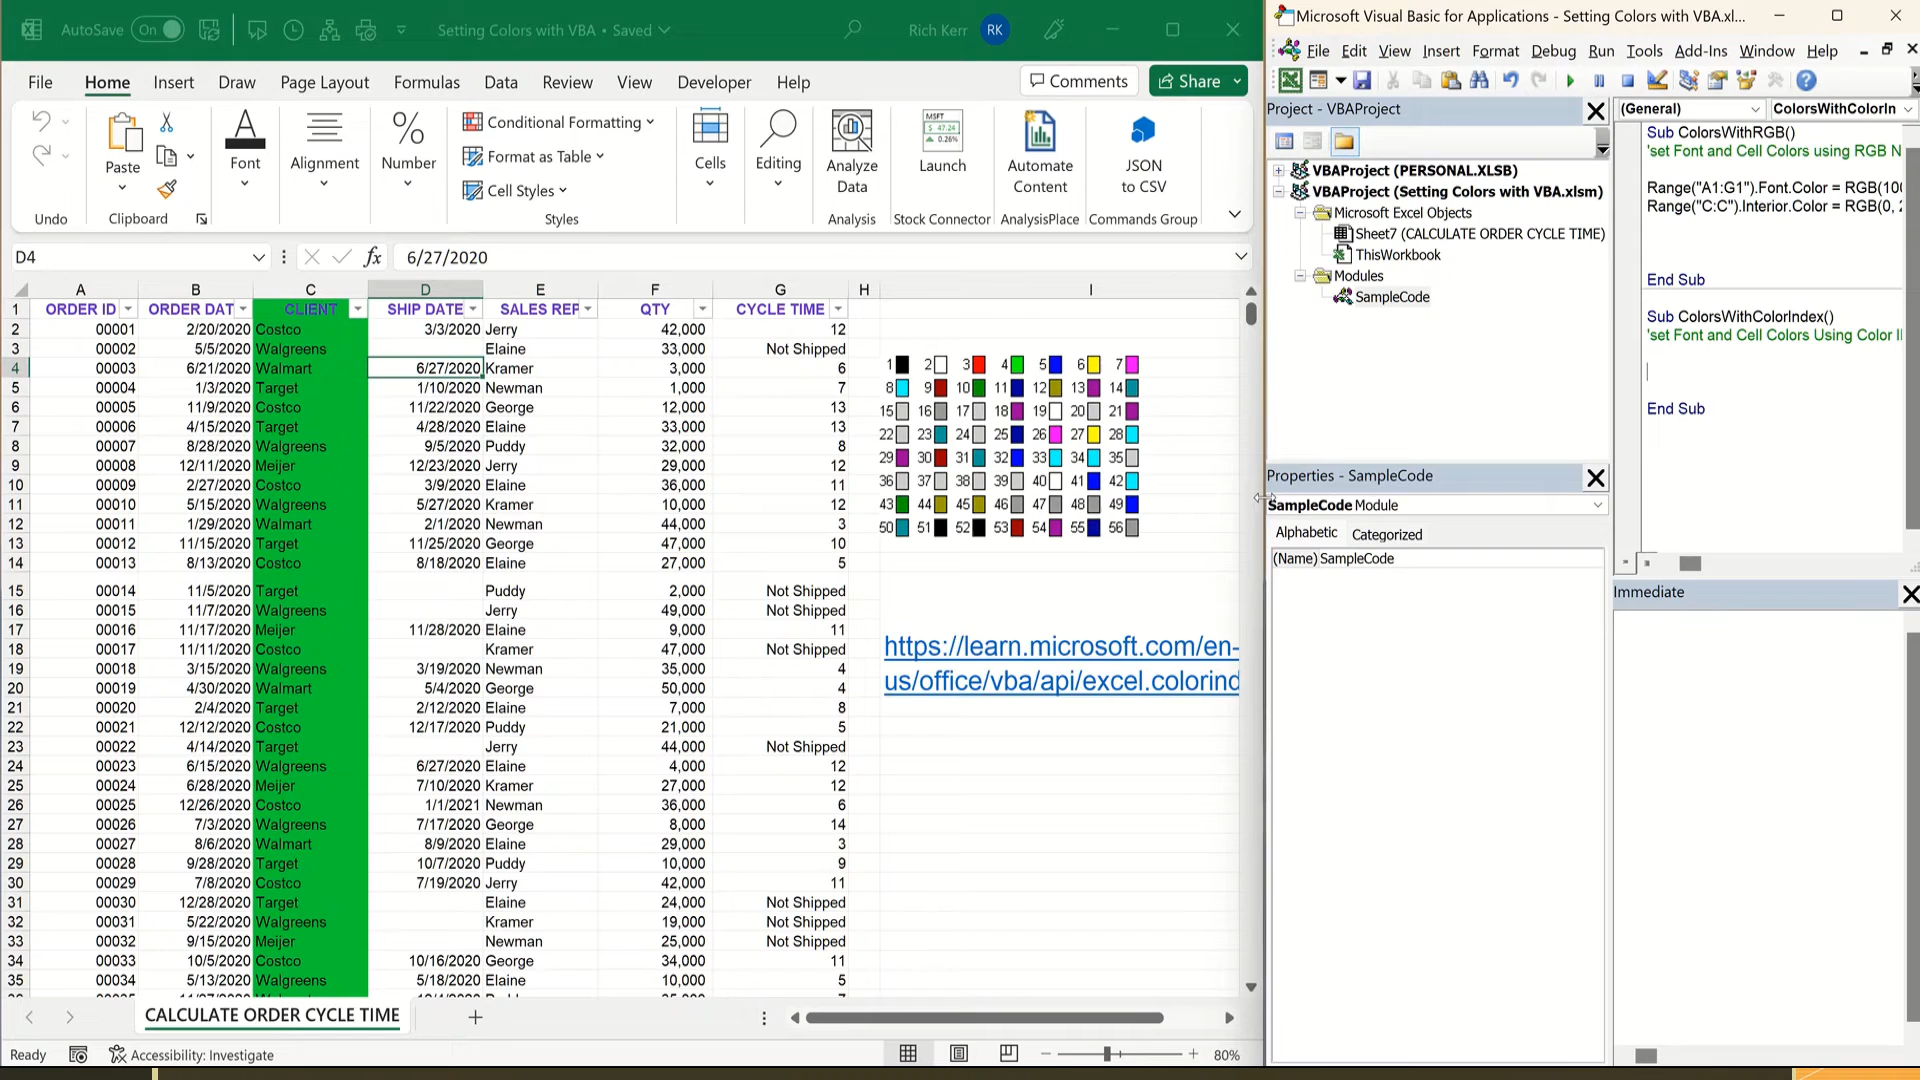 AutoSave On Setting Colors with VBA • Saved Rich Kerr RK
File Home Insert Draw Page Layout Formulas Data Review View Developer Help Comments Share
Paste Font Alignment Number Conditional Formatting Format as Table Cell Styles Cells Editing Analyze Data Launch Automate Content JSON to CSV
MSFT
$ 47.24
0.26%
Undo Clipboard Styles Analysis Stock Connector AnalysisPlace Commands Group
D4 fx 6/27/2020
A B C D E F G H I
1 ORDER ID ORDER DAT CLIENT SHIP DATE SALES REP QTY CYCLE TIME
2 00001 2/20/2020 Costco 3/3/2020 Jerry 42,000 12
3 00002 5/5/2020 Walgreens Elaine 33,000 Not Shipped
4 00003 6/21/2020 Walmart 6/27/2020 Kramer 3,000 6
5 00004 1/3/2020 Target 1/10/2020 Newman 1,000 7
6 00005 11/9/2020 Costco 11/22/2020 George 12,000 13
7 00006 4/15/2020 Target 4/28/2020 Elaine 33,000 13
8 00007 8/28/2020 Walgreens 9/5/2020 Puddy 32,000 8
9 00008 12/11/2020 Meijer 12/23/2020 Jerry 29,000 12
10 00009 2/27/2020 Costco 3/9/2020 Elaine 36,000 11
11 00010 5/15/2020 Walgreens 5/27/2020 Kramer 10,000 12
12 00011 1/29/2020 Walmart 2/1/2020 Newman 44,000 3
13 00012 11/15/2020 Target 11/25/2020 George 47,000 10
14 00013 8/13/2020 Costco 8/18/2020 Elaine 27,000 5
15 00014 11/5/2020 Target Puddy 2,000 Not Shipped
16 00015 11/7/2020 Walgreens Jerry 49,000 Not Shipped
17 00016 11/17/2020 Meijer 11/28/2020 Elaine 9,000 11
18 00017 11/11/2020 Costco Kramer 47,000 Not Shipped
19 00018 3/15/2020 Walgreens 3/19/2020 Newman 35,000 4
20 00019 4/30/2020 Walmart 5/4/2020 George 50,000 4
21 00020 2/4/2020 Target 2/12/2020 Elaine 7,000 8
22 00021 12/12/2020 Costco 12/17/2020 Puddy 21,000 5
23 00022 4/14/2020 Target Jerry 44,000 Not Shipped
24 00023 6/15/2020 Walgreens 6/27/2020 Elaine 4,000 12
25 00024 6/28/2020 Meijer 7/10/2020 Kramer 27,000 12
26 00025 12/26/2020 Costco 1/1/2021 Newman 36,000 6
27 00026 7/3/2020 Walgreens 7/17/2020 George 8,000 14
28 00027 8/6/2020 Walmart 8/9/2020 Elaine 29,000 3
29 00028 9/28/2020 Target 10/7/2020 Puddy 10,000 9
30 00029 7/8/2020 Costco 7/19/2020 Jerry 42,000 11
31 00030 12/28/2020 Target Elaine 24,000 Not Shipped
32 00031 5/22/2020 Walgreens Kramer 19,000 Not Shipped
33 00032 9/15/2020 Meijer Newman 25,000 Not Shipped
34 00033 10/5/2020 Costco 10/16/2020 George 34,000 11
35 00034 5/13/2020 Walgreens 5/18/2020 Elaine 10,000 5
1 2 3 4 5 6 7
8 9 10 11 12 13 14
15 16 17 18 19 20 21
22 23 24 25 26 27 28
29 30 31 32 33 34 35
36 37 38 39 40 41 42
43 44 45 46 47 48 49
50 51 52 53 54 55 56
https://learn.microsoft.com/en-
us/office/vba/api/excel.colorind
CALCULATE ORDER CYCLE TIME
Ready Accessibility: Investigate 80%
Microsoft Visual Basic for Applications - Setting Colors with VBA.xl...
File Edit View Insert Format Debug Run Tools Add-Ins Window Help
Project - VBAProject
VBAProject (PERSONAL.XLSB)
VBAProject (Setting Colors with VBA.xlsm)
Microsoft Excel Objects
Sheet7 (CALCULATE ORDER CYCLE TIME)
ThisWorkbook
Modules
SampleCode
Properties - SampleCode
SampleCode Module
Alphabetic Categorized
(Name) SampleCode
(General) ColorsWithColorIn
Sub ColorsWithRGB()
'set Font and Cell Colors using RGB N
Range("A1:G1").Font.Color = RGB(10
Range("C:C").Interior.Color = RGB(0, 2
End Sub
Sub ColorsWithColorIndex()
'set Font and Cell Colors Using Color I
End Sub
Immediate